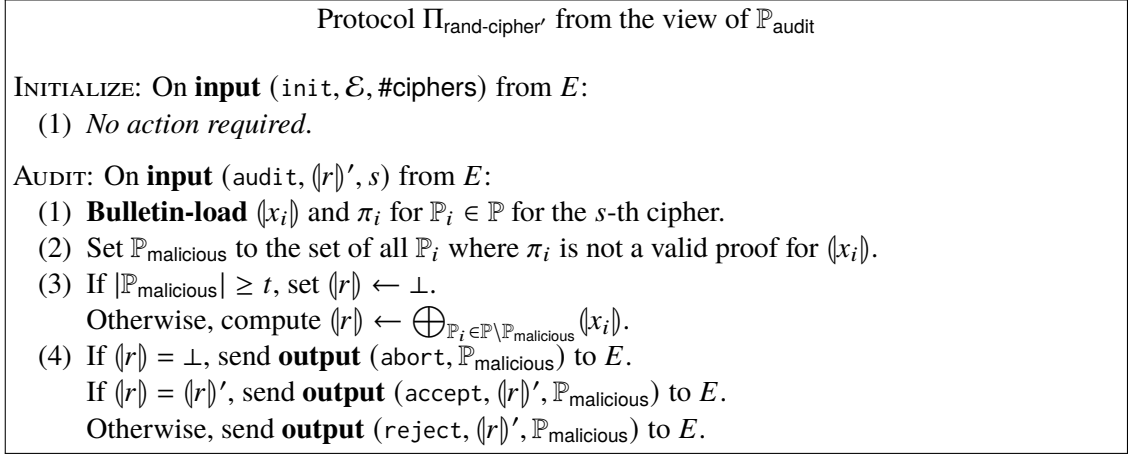 Protocol Π_rand-cipher′ from the view of ℙ_audit
INITIALIZE: On input (init, ℰ, #ciphers) from E:
(1) No action required.
AUDIT: On input (audit, ⦇r⦈′, s) from E:
(1) Bulletin-load ⦇x_i⦈ and π_i for ℙ_i ∈ ℙ for the s-th cipher.
(2) Set ℙ_malicious to the set of all ℙ_i where π_i is not a valid proof for ⦇x_i⦈.
(3) If |ℙ_malicious| ≥ t, set ⦇r⦈ ← ⊥.
Otherwise, compute ⦇r⦈ ← ⨁_{ℙ_i∈ℙ\ℙ_malicious} ⦇x_i⦈.
(4) If ⦇r⦈ = ⊥, send output (abort, ℙ_malicious) to E.
If ⦇r⦈ = ⦇r⦈′, send output (accept, ⦇r⦈′, ℙ_malicious) to E.
Otherwise, send output (reject, ⦇r⦈′, ℙ_malicious) to E.